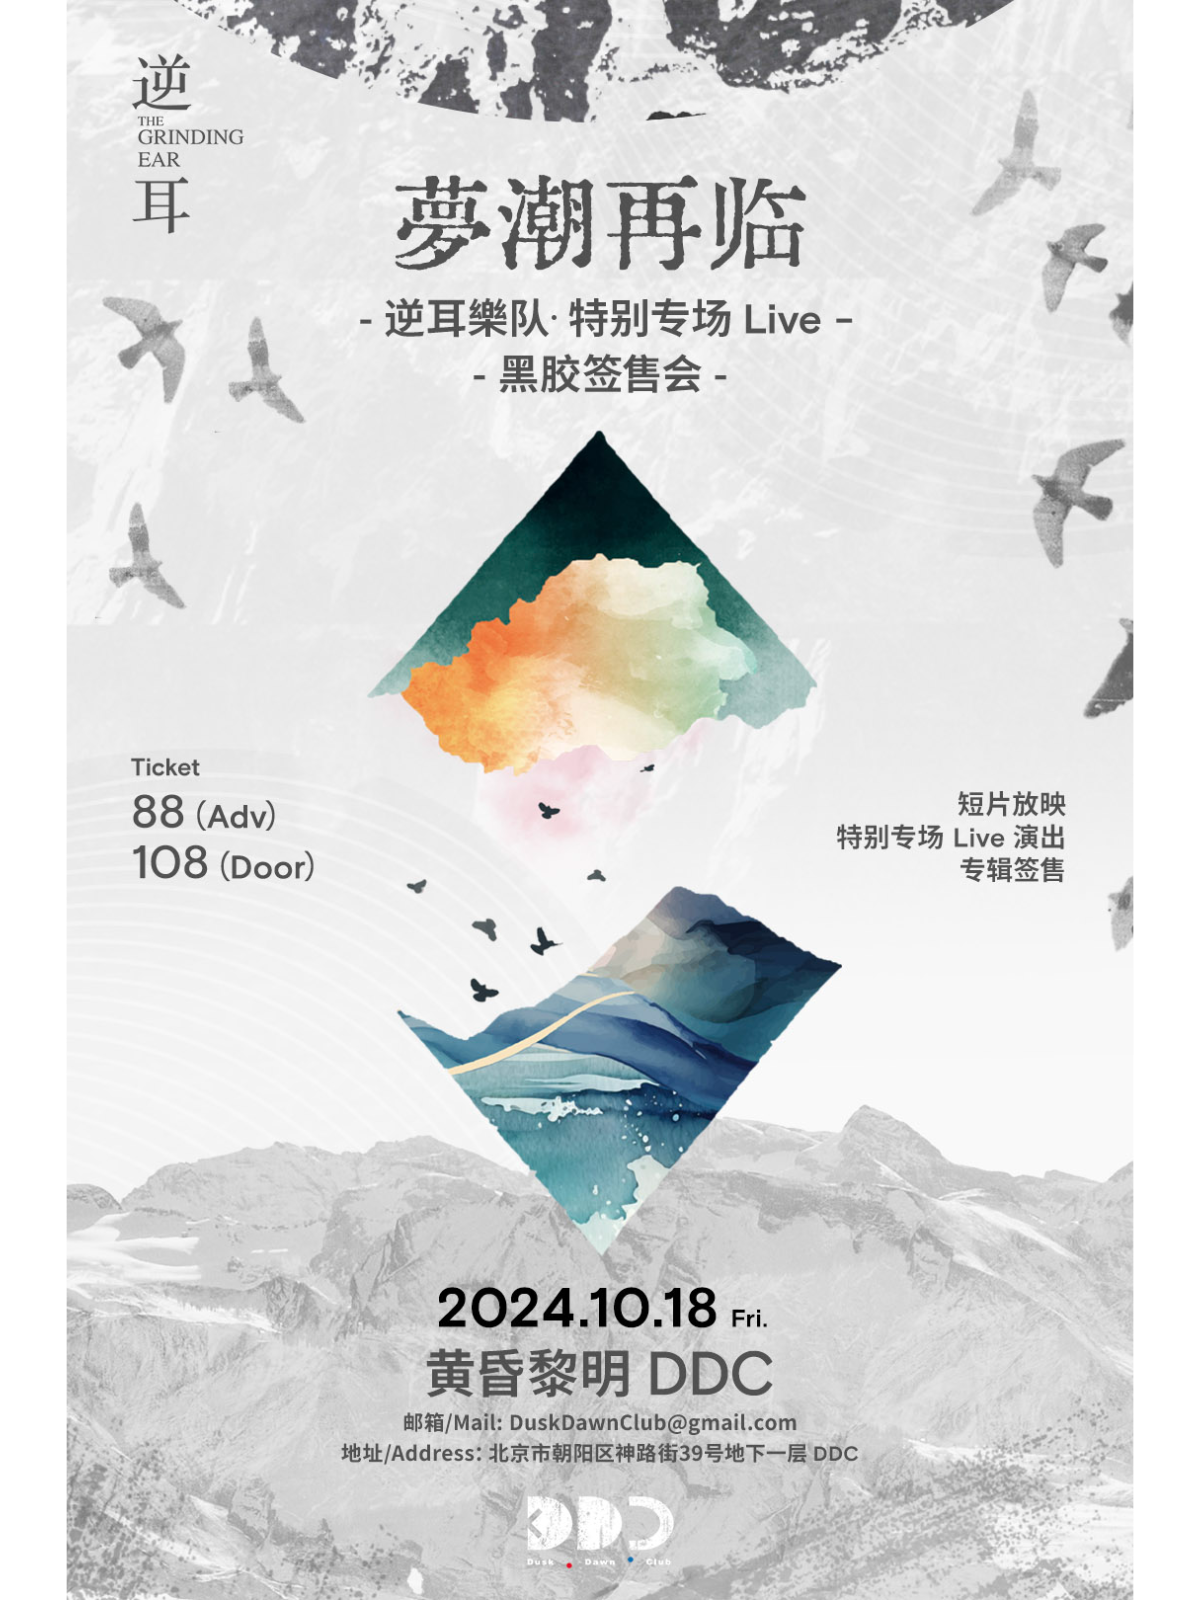 逆
THE
GRINDING
EAR
耳
夢潮再临
- 逆耳樂队· 特别专场 Live -
- 黑胶签售会 -
Ticket
88 (Adv)
108 (Door)
短片放映
特别专场 Live 演出
专辑签售
2024.10.18 Fri.
黄昏黎明 DDC
邮箱/Mail: DuskDawnClub@gmail.com
地址/Address: 北京市朝阳区神路街39号地下一层 DDC
DDC
Dusk Dawn Club